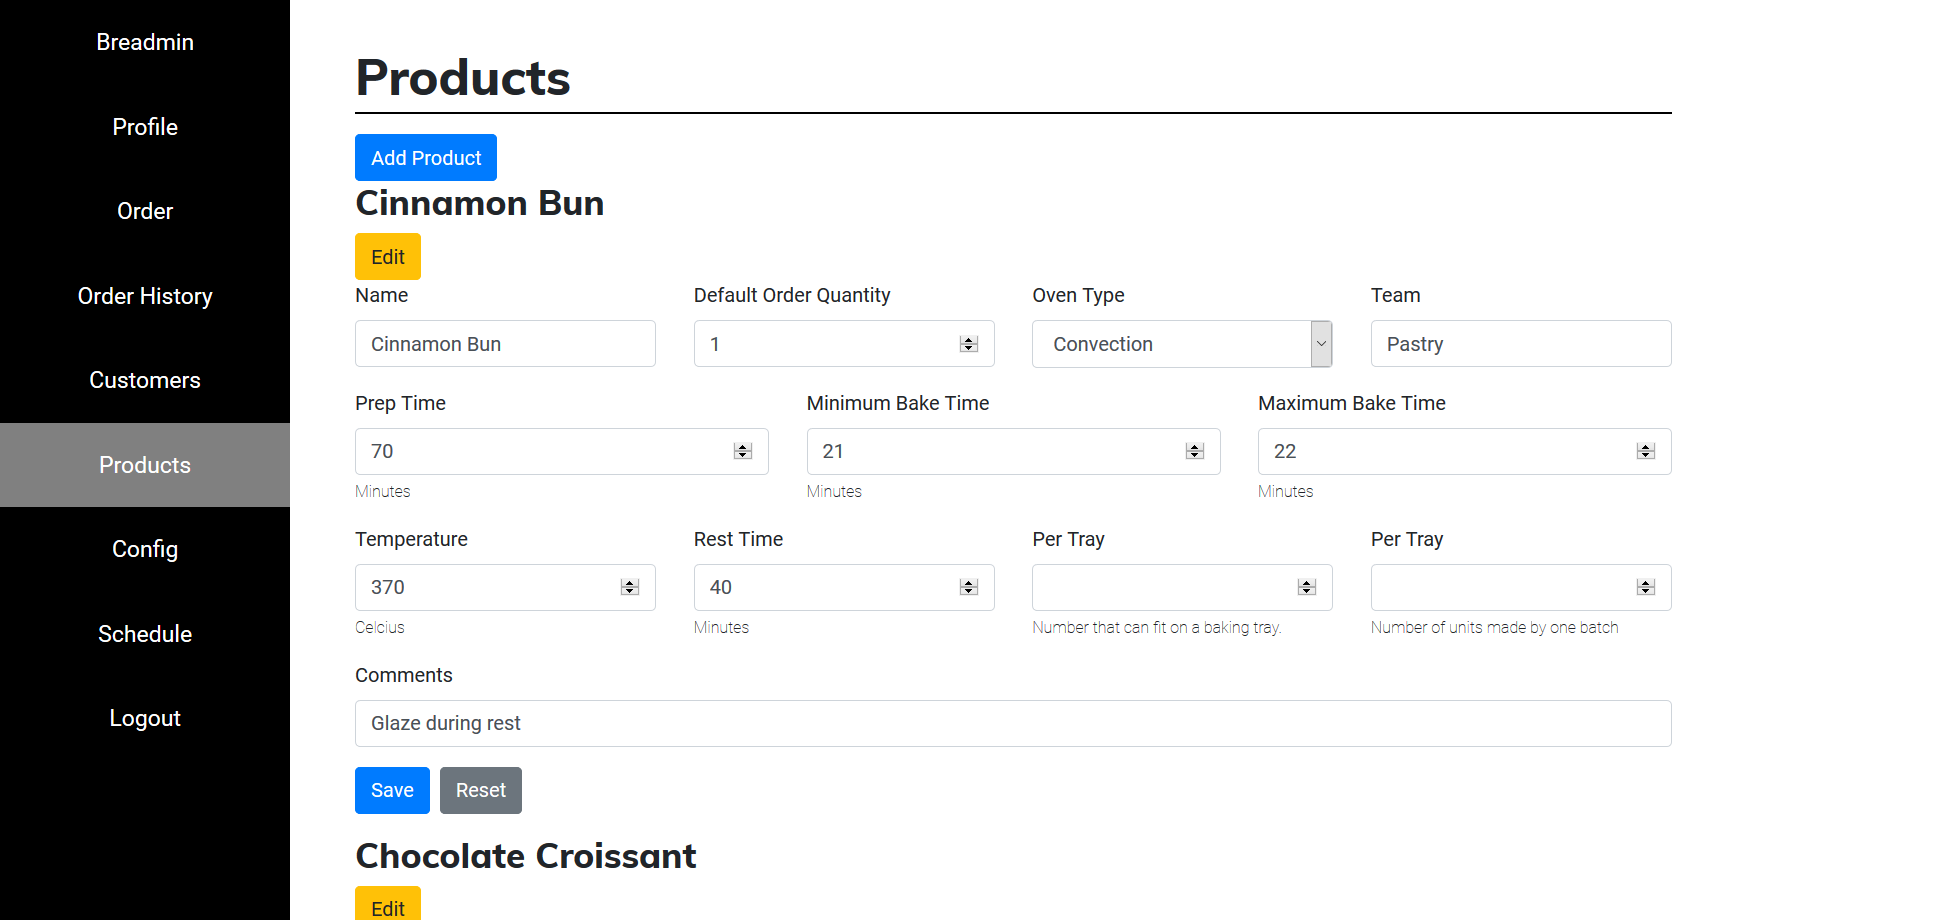 Breadmin
Profile
Order
Order History
Customers
Products
Config
Schedule
Logout
Products
Add Product
Cinnamon Bun
Edit
Name Default Order Quantity Oven Type Team
Cinnamon Bun 1 Convection Pastry
Prep Time Minimum Bake Time Maximum Bake Time
70 21 22
Minutes Minutes Minutes
Temperature Rest Time Per Tray Per Tray
370 40
Celcius Minutes Number that can fit on a baking tray. Number of units made by one batch
Comments
Glaze during rest
Save Reset
Chocolate Croissant
Edit